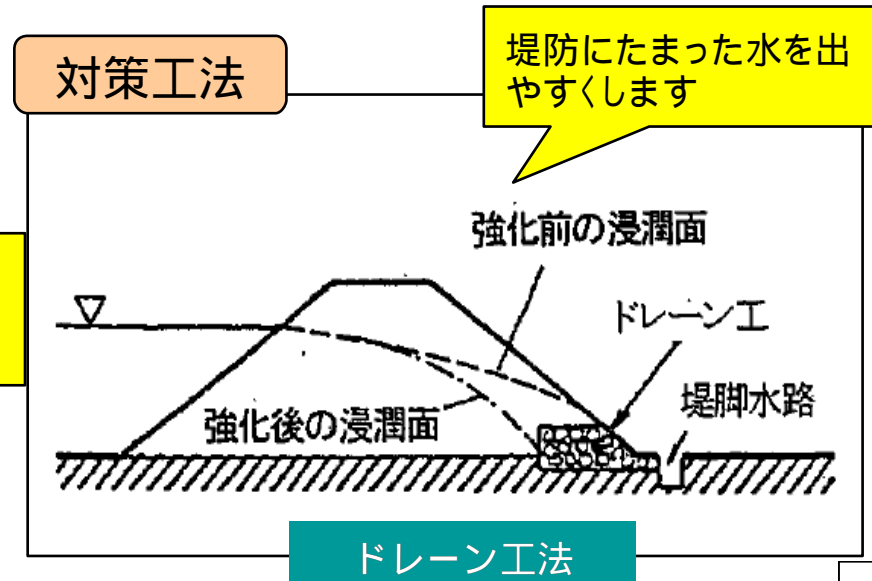 対策工法
堤防にたまった水を出
やすくします
強化前の浸潤面
ドレーン工
堤脚水路
強化後の浸潤面
ドレーン工法